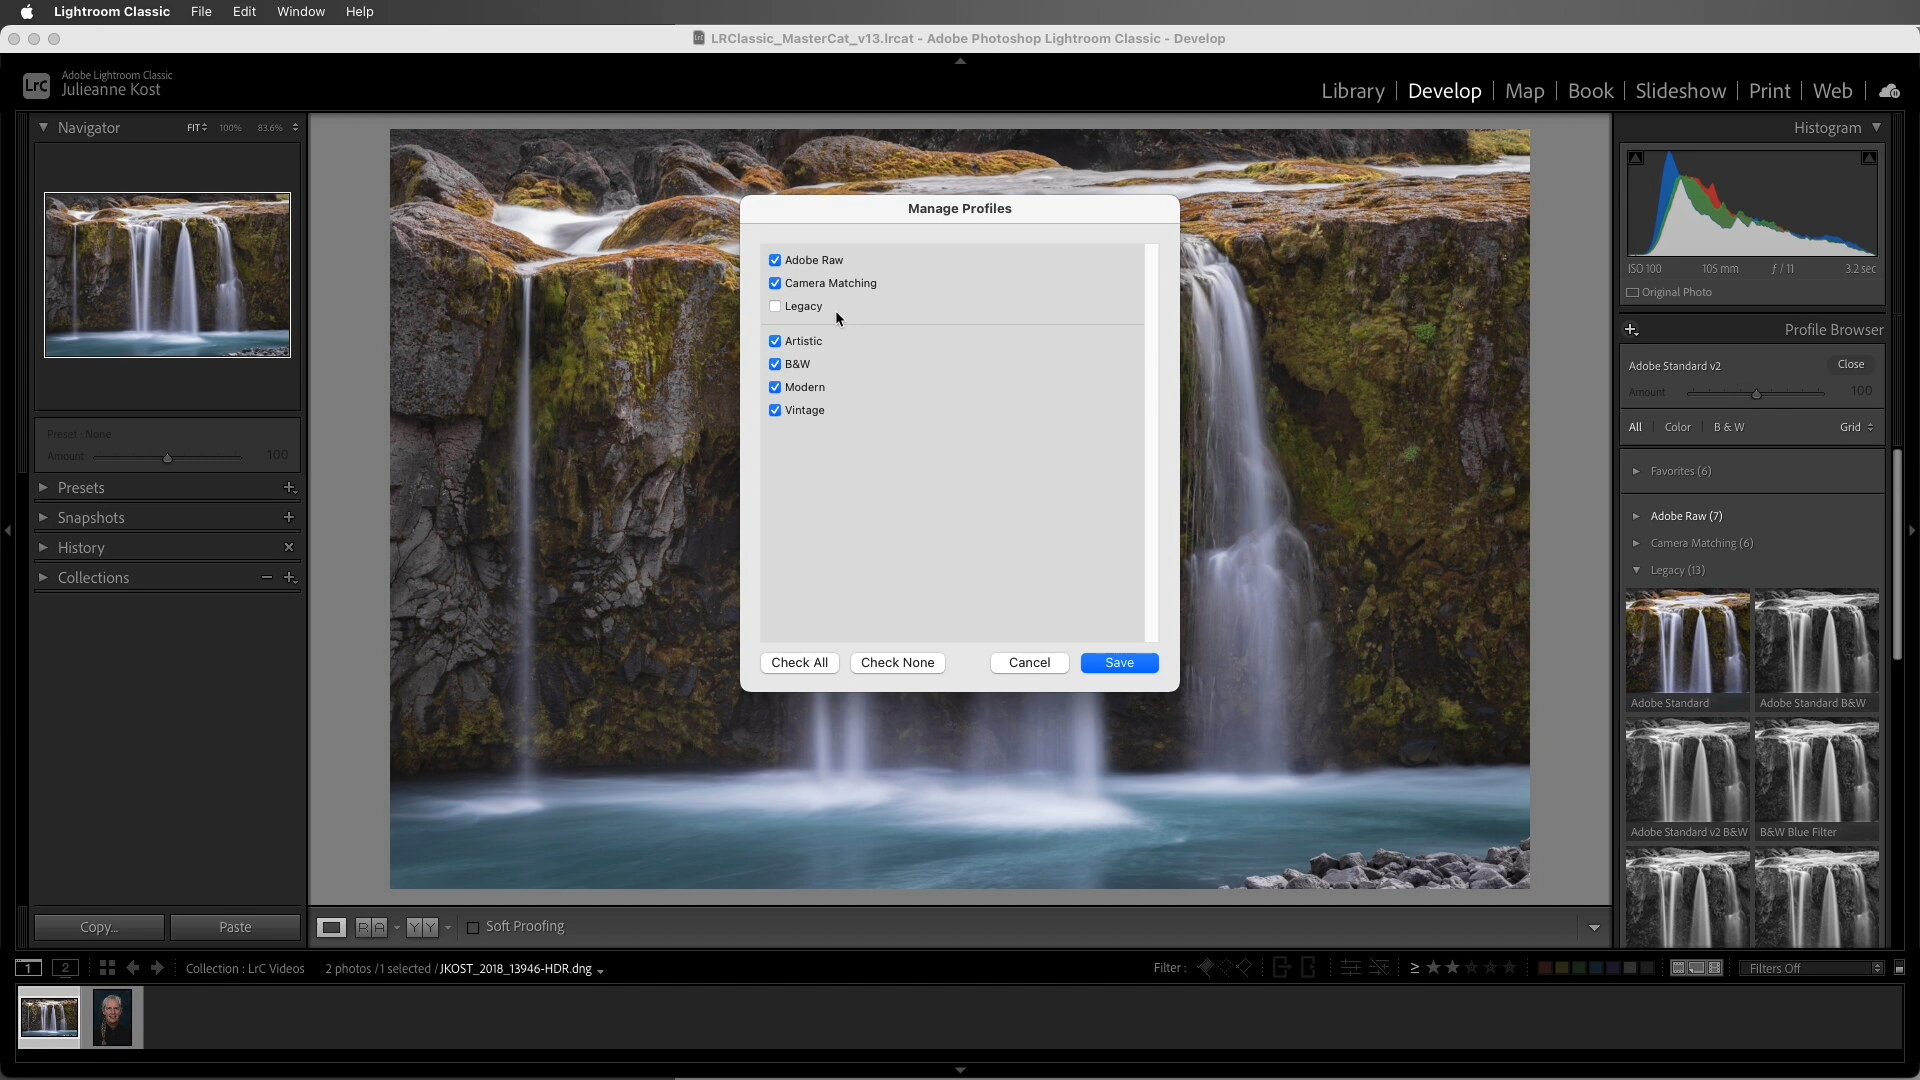 Lightroom Classic File Edit Window Help
LRClassic_MasterCat_v13.lrcat - Adobe Photoshop Lightroom Classic - Develop
LrC
Adobe Lightroom Classic
Julieanne Kost
Library | Develop | Map | Book | Slideshow | Print | Web
Navigator FIT 100% 83.6%
Preset : None
Amount 100
Presets
Snapshots
History
Collections
Copy... Paste
Manage Profiles
Adobe Raw
Camera Matching
Legacy
Artistic
B&W
Modern
Vintage
Check All Check None Cancel Save
Histogram
ISO 100 105 mm ƒ / 11 3.2 sec
Original Photo
Profile Browser
Adobe Standard v2 Close
Amount 100
All | Color | B & W Grid
Favorites (6)
Adobe Raw (7)
Camera Matching (6)
Legacy (13)
Adobe Standard Adobe Standard B&W
Adobe Standard v2 B&W B&W Blue Filter
R A Y Y Soft Proofing
1 2 Collection : LrC Videos 2 photos / 1 selected / JKOST_2018_13946-HDR.dng Filter : ≥ Filters Off